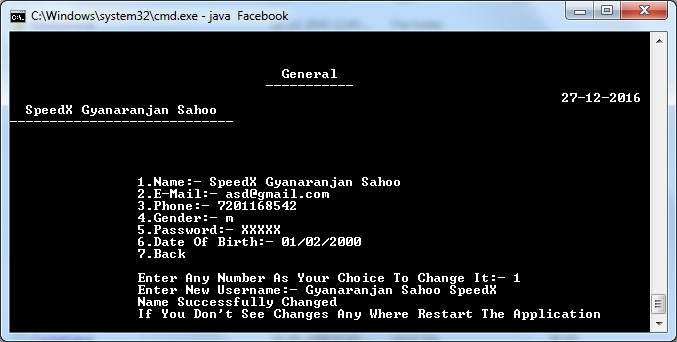 C:\Windows\system32\cmd.exe - java  Facebook
General
-----------
27-12-2016
SpeedX Gyanaranjan Sahoo
----------------------------
1.Name:- SpeedX Gyanaranjan Sahoo
2.E-Mail:- asd@gmail.com
3.Phone:- 7201168542
4.Gender:- m
5.Password:- XXXXX
6.Date Of Birth:- 01/02/2000
7.Back
Enter Any Number As Your Choice To Change It:- 1
Enter New Username:- Gyanaranjan Sahoo SpeedX
Name Successfully Changed
If You Don't See Changes Any Where Restart The Application